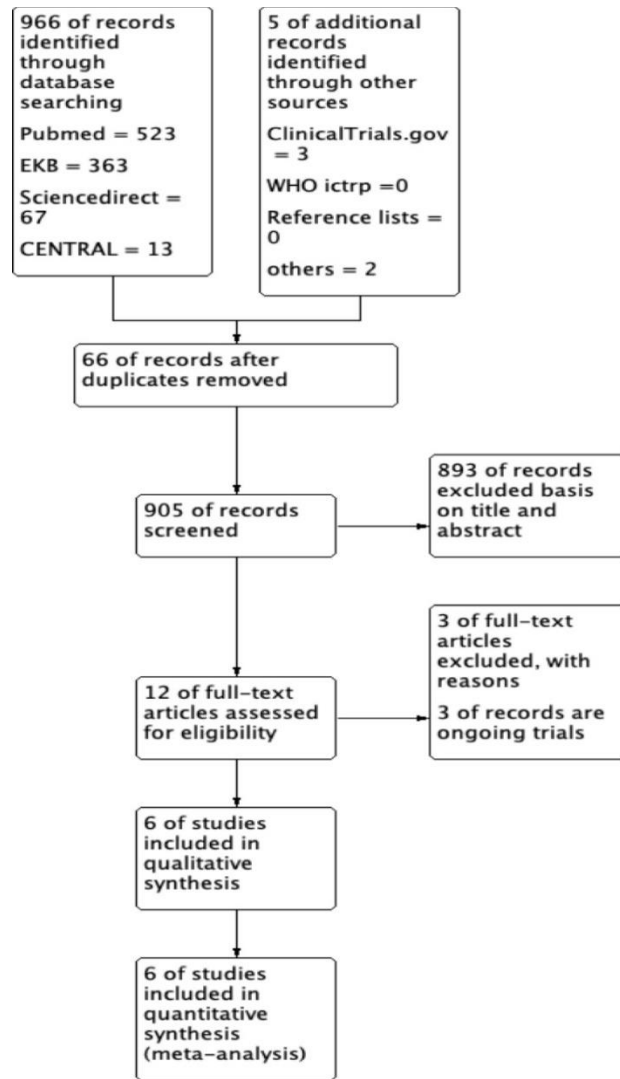 966 of records
identified
through
database
searching
Pubmed = 523
EKB = 363
Sciencedirect =
67
CENTRAL = 13
5 of additional
records
identified
through other
sources
ClinicalTrials.gov
= 3
WHO ictrp =0
Reference lists =
0
others = 2
66 of records after
duplicates removed
905 of records
screened
893 of records
excluded basis
on title and
abstract
12 of full-text
articles assessed
for eligibility
3 of full-text
articles
excluded, with
reasons
3 of records are
ongoing trials
6 of studies
included in
qualitative
synthesis
6 of studies
included in
quantitative
synthesis
(meta-analysis)